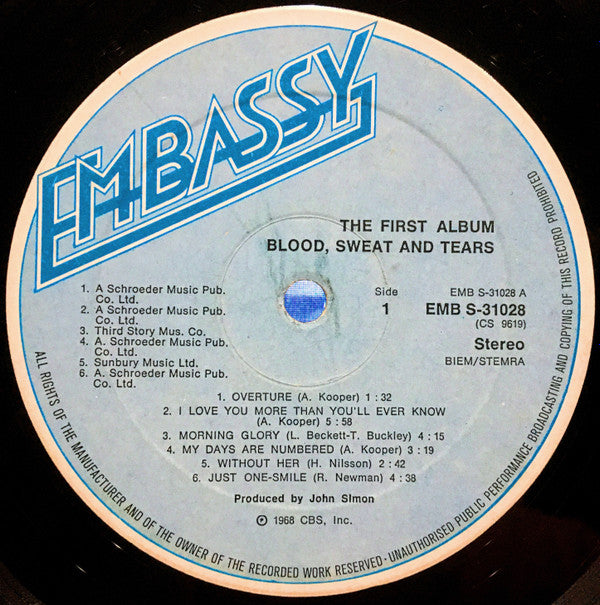 EMBASSY
THE FIRST ALBUM
BLOOD, SWEAT AND TEARS
1. A Schroeder Music Pub.
Co. Ltd.
2. A Schroeder Music Pub.
Co. Ltd.
3. Third Story Mus. Co.
4. A. Schroeder Music Pub.
Co. Ltd.
5. Sunbury Music Ltd.
6. A. Schroeder Music Pub.
Co. Ltd.
Side
1
EMB S-31028 A
EMB S-31028
(CS 9619)
Stereo
BIEM/STEMRA
1. OVERTURE (A. Kooper) 1 : 32
2. I LOVE YOU MORE THAN YOU'LL EVER KNOW
(A. Kooper) 5 : 58
3. MORNING GLORY (L. Beckett-T. Buckley) 4 : 15
4. MY DAYS ARE NUMBERED (A. Kooper) 3 : 19
5. WITHOUT HER (H. Nilsson) 2 : 42
6. JUST ONE-SMILE (R. Newman) 4 : 38
Produced by John Simon
℗ 1968 CBS, Inc.
ALL RIGHTS OF THE MANUFACTURER AND OF THE OWNER OF THE RECORDED WORK RESERVED · UNAUTHORISED PUBLIC PERFORMANCE BROADCASTING AND COPYING OF THIS RECORD PROHIBITED